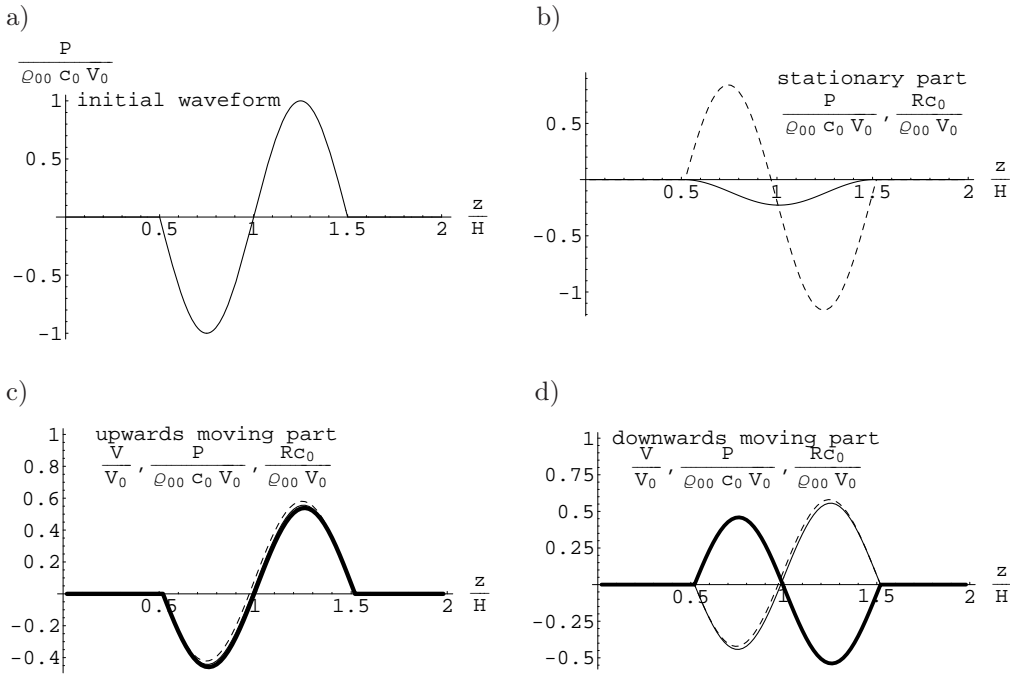 a)
P
ϱ00 c0 V0
initial waveform
1
0.5
-0.5
-1
0.5 1 1.5 2
z
H
b)
stationary part
P
ϱ00 c0 V0
,
Rc0
ϱ00 V0
0.5
-0.5
-1
0.5 1 1.5 2
z
H
c)
upwards moving part
V
V0
,
P
ϱ00 c0 V0
,
Rc0
ϱ00 V0
1
0.8
0.6
0.4
0.2
-0.2
-0.4
0.5 1 1.5 2
z
H
d)
downwards moving part
V
V0
,
P
ϱ00 c0 V0
,
Rc0
ϱ00 V0
1
0.75
0.5
0.25
-0.25
-0.5
0.5 1 1.5 2
z
H